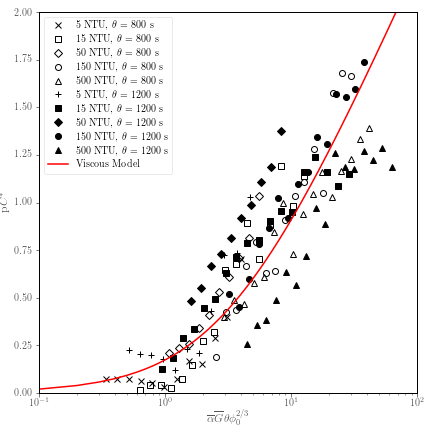 2.00
1.75
1.50
1.25
1.00
0.75
0.50
0.25
0.00
pC*
5 NTU, θ = 800 s
15 NTU, θ = 800 s
50 NTU, θ = 800 s
150 NTU, θ = 800 s
500 NTU, θ = 800 s
5 NTU, θ = 1200 s
15 NTU, θ = 1200 s
50 NTU, θ = 1200 s
150 NTU, θ = 1200 s
500 NTU, θ = 1200 s
Viscous Model
10⁻¹ 10⁰ 10¹ 10²
α̅G̅θϕ₀^{2/3}